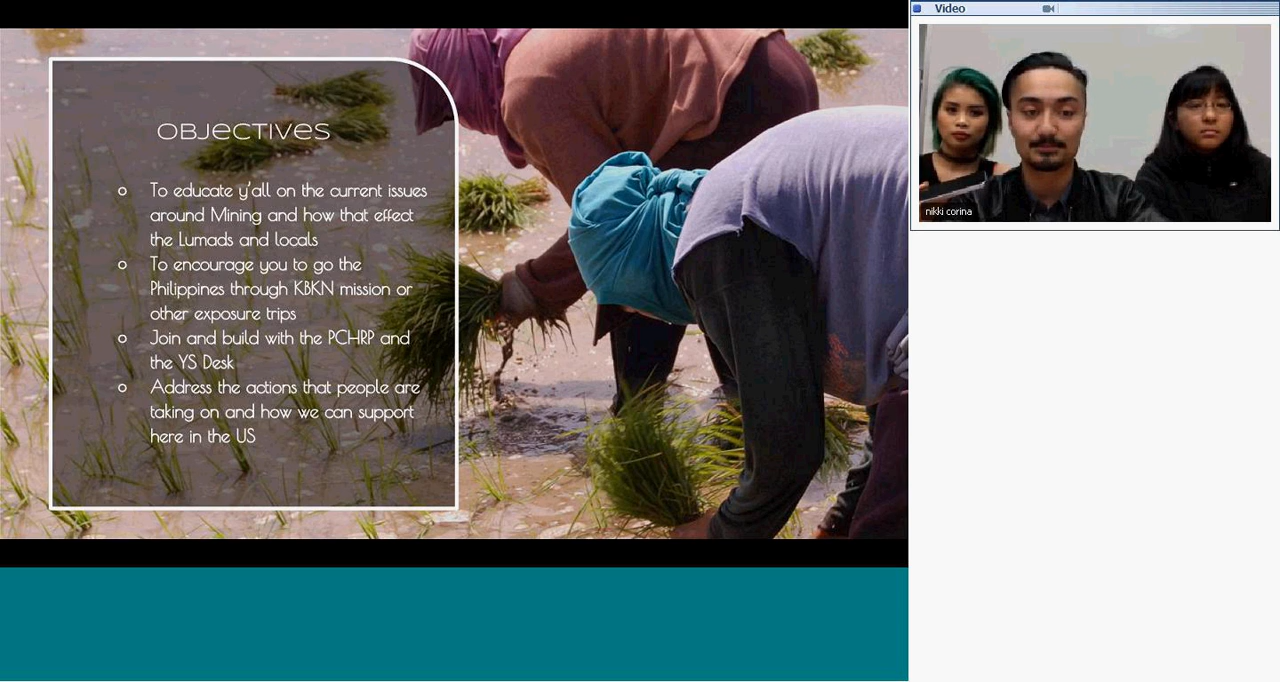 OBJECTIVES
To educate y'all on the current issues
around Mining and how that effect
the Lumads and locals
To encourage you to go the
Philippines through KBKN mission or
other exposure trips
Join and build with the PCHRP and
the YS Desk
Address the actions that people are
taking on and how we can support
here in the US
Video
nikki corina